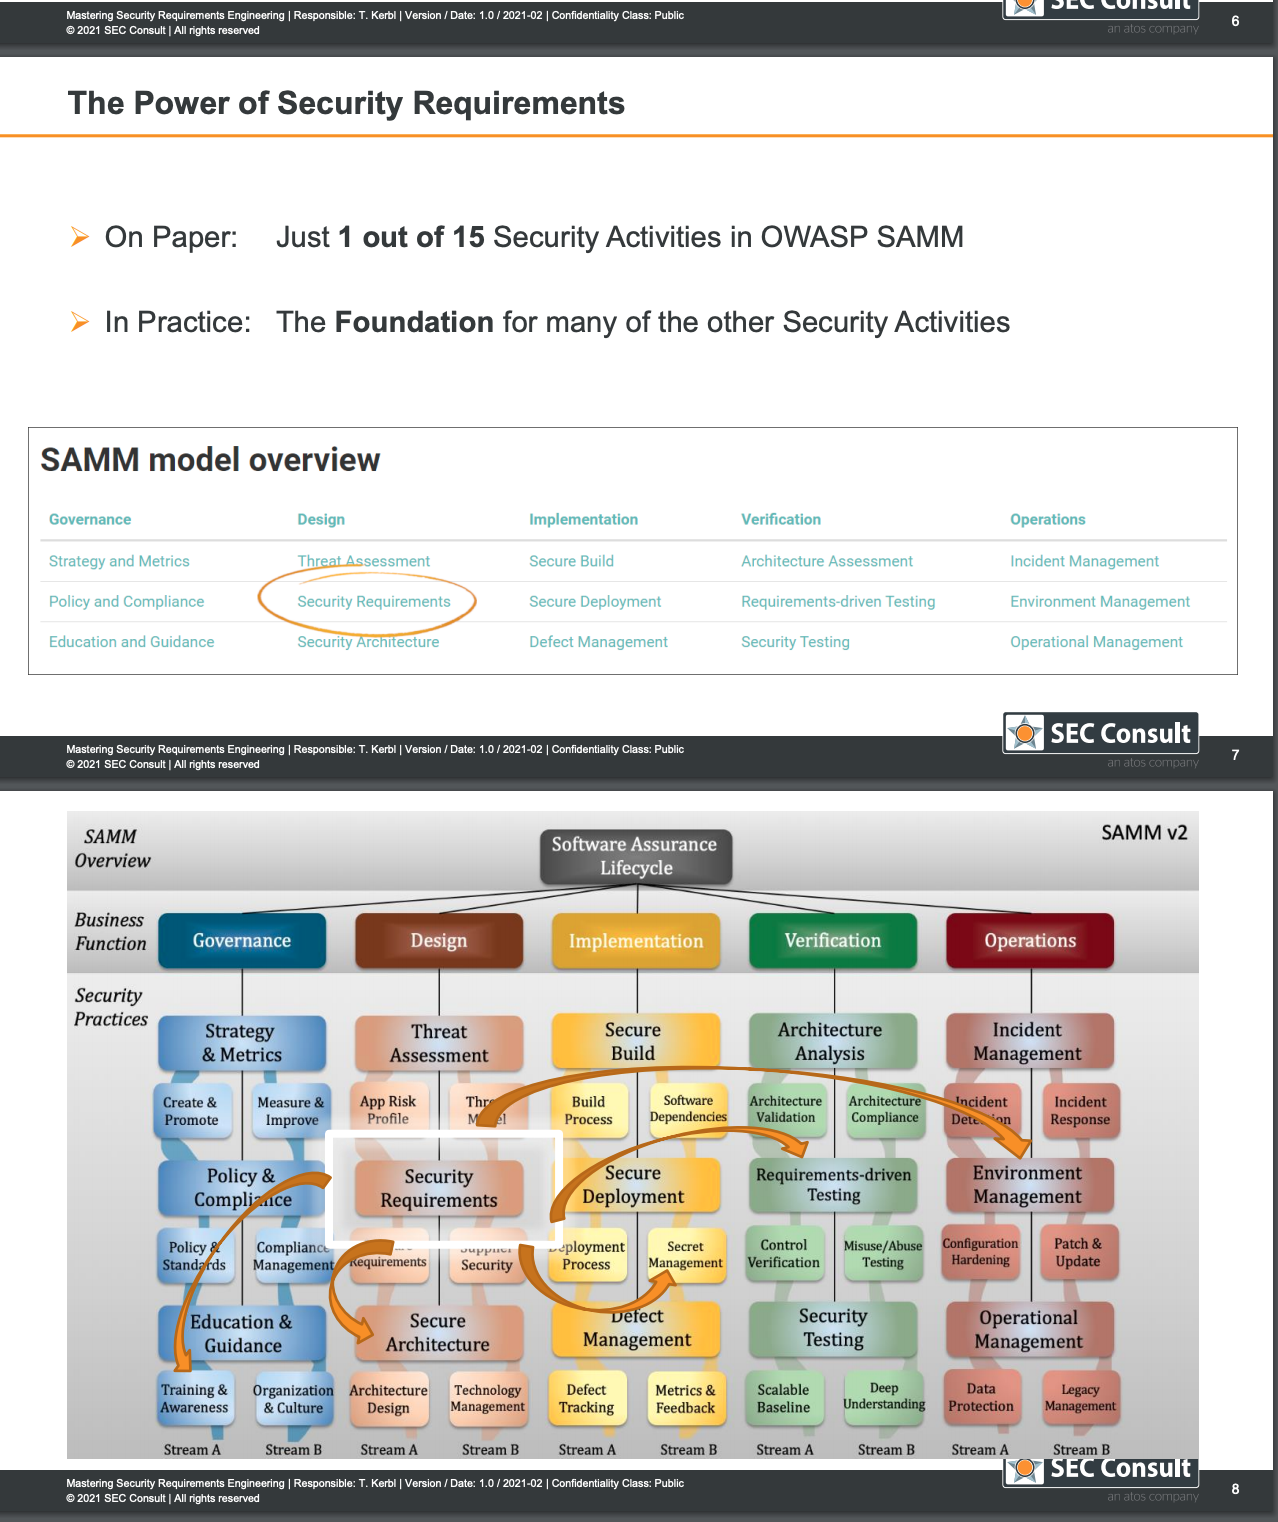 Mastering Security Requirements Engineering | Responsible: T. Kerbl | Version / Date: 1.0 / 2021-02 | Confidentiality Class: Public
© 2021 SEC Consult | All rights reserved
SEC Consult
an atos company
6
The Power of Security Requirements
On Paper: Just 1 out of 15 Security Activities in OWASP SAMM
In Practice: The Foundation for many of the other Security Activities
SAMM model overview
Governance Design Implementation Verification Operations
Strategy and Metrics Threat Assessment Secure Build Architecture Assessment Incident Management
Policy and Compliance Security Requirements Secure Deployment Requirements-driven Testing Environment Management
Education and Guidance Security Architecture Defect Management Security Testing Operational Management
Mastering Security Requirements Engineering | Responsible: T. Kerbl | Version / Date: 1.0 / 2021-02 | Confidentiality Class: Public
© 2021 SEC Consult | All rights reserved
SEC Consult
an atos company
7
SAMM
Overview
Software Assurance
Lifecycle
SAMM v2
Business
Function
Governance
Design
Implementation
Verification
Operations
Security
Practices
Strategy
& Metrics
Threat
Assessment
Secure
Build
Architecture
Analysis
Incident
Management
Create &
Promote
Measure &
Improve
App Risk
Profile
Build
Process
Software
Dependencies
Architecture
Validation
Architecture
Compliance
Incident
Incident
Response
Policy &
Compliance
Security
Requirements
Secure
Deployment
Requirements-driven
Testing
Environment
Management
Policy &
Standards
Compliance
Management
Requirements
Supplier
Security
Deployment
Process
Secret
Management
Control
Verification
Misuse/Abuse
Testing
Configuration
Hardening
Patch &
Update
Education &
Guidance
Secure
Architecture
Defect
Management
Security
Testing
Operational
Management
Training &
Awareness
Organization
& Culture
Architecture
Design
Technology
Management
Defect
Tracking
Metrics &
Feedback
Scalable
Baseline
Deep
Understanding
Data
Protection
Legacy
Management
Stream A Stream B Stream A Stream B Stream A Stream B Stream A Stream B Stream A Stream B
Mastering Security Requirements Engineering | Responsible: T. Kerbl | Version / Date: 1.0 / 2021-02 | Confidentiality Class: Public
© 2021 SEC Consult | All rights reserved
SEC Consult
an atos company
8